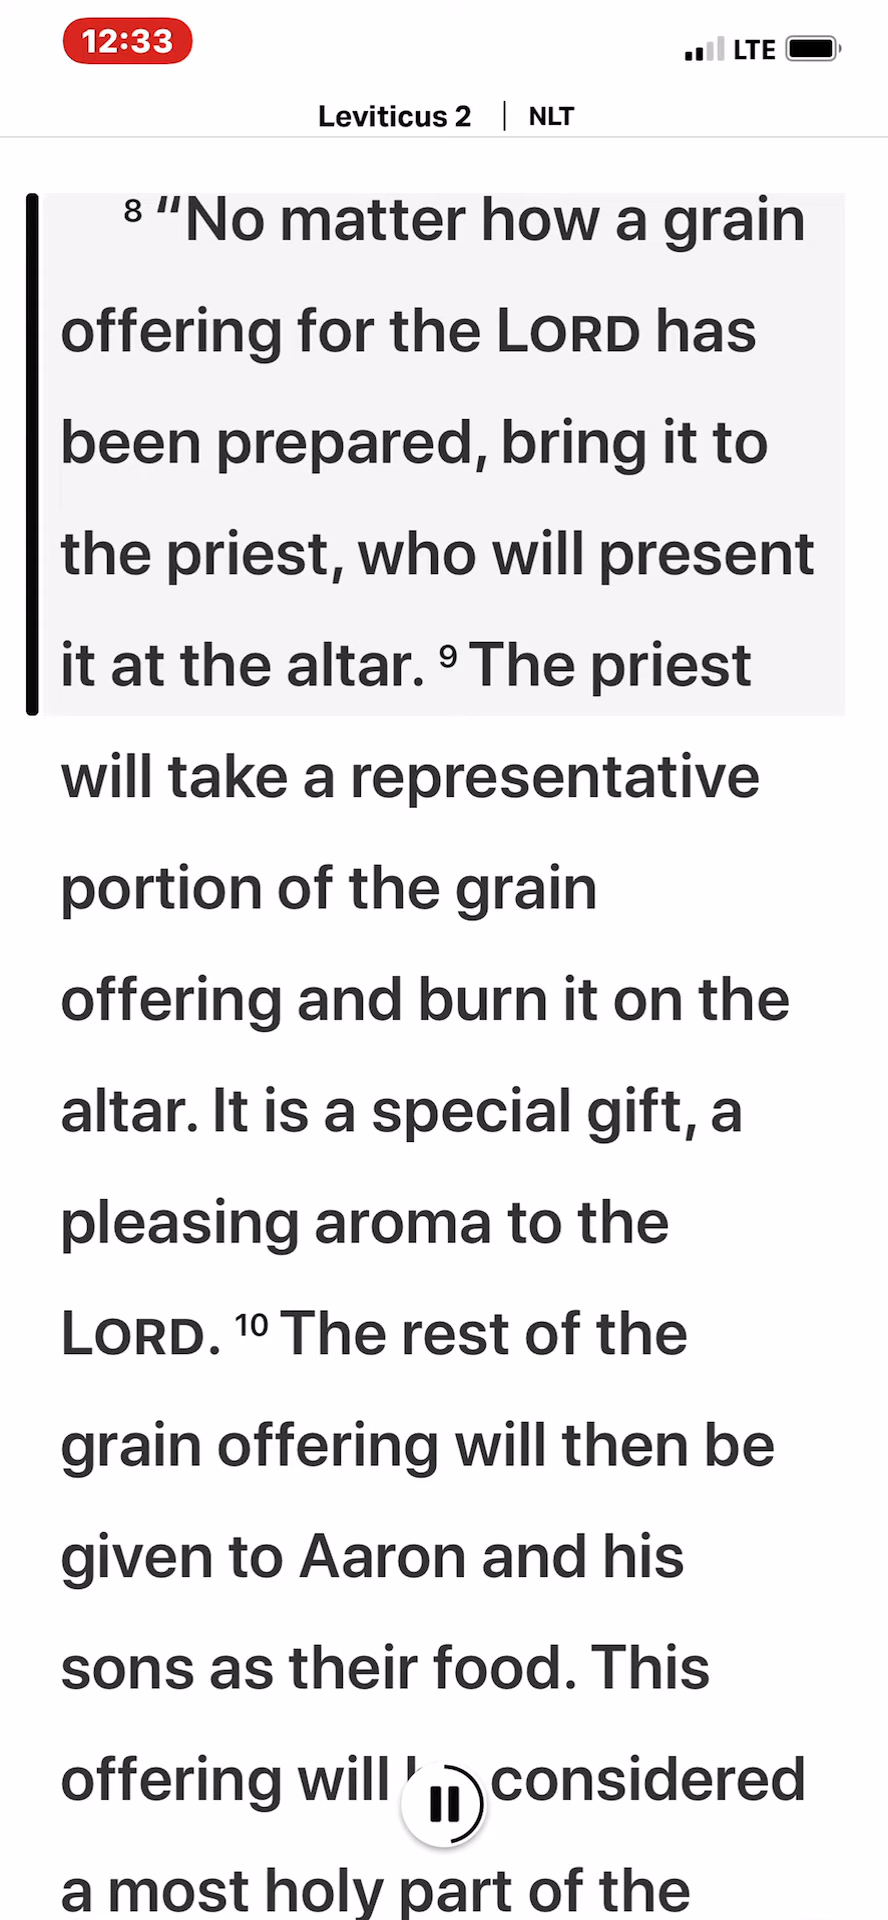 12:33
LTE
Leviticus 2 | NLT
8 “No matter how a grain
offering for the LORD has
been prepared, bring it to
the priest, who will present
it at the altar. 9 The priest
will take a representative
portion of the grain
offering and burn it on the
altar. It is a special gift, a
pleasing aroma to the
LORD. 10 The rest of the
grain offering will then be
given to Aaron and his
sons as their food. This
offering will considered
a most holy part of the